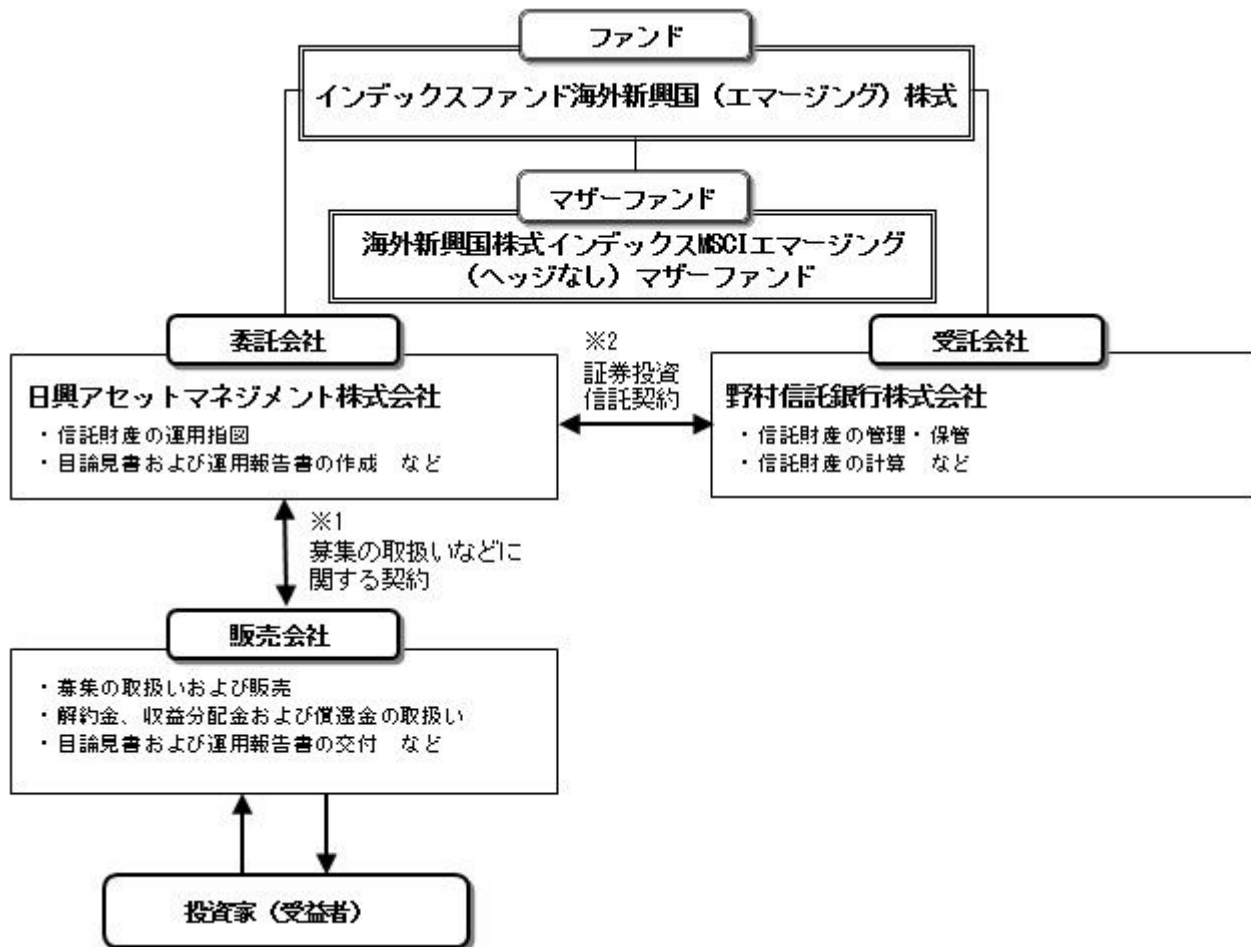 ファンド
インデックスファンド海外新興国（エマージング）株式
マザーファンド
海外新興国株式インデックスMSCIエマージング
（ヘッジなし）マザーファンド
委託会社
日興アセットマネジメント株式会社
・信託財産の運用指図
・目論見書および運用報告書の作成　など
※2
証券投資
信託契約
受託会社
野村信託銀行株式会社
・信託財産の管理・保管
・信託財産の計算　など
※1
募集の取扱いなどに
関する契約
販売会社
・募集の取扱いおよび販売
・解約金、収益分配金および償還金の取扱い
・目論見書および運用報告書の交付　など
投資家（受益者）